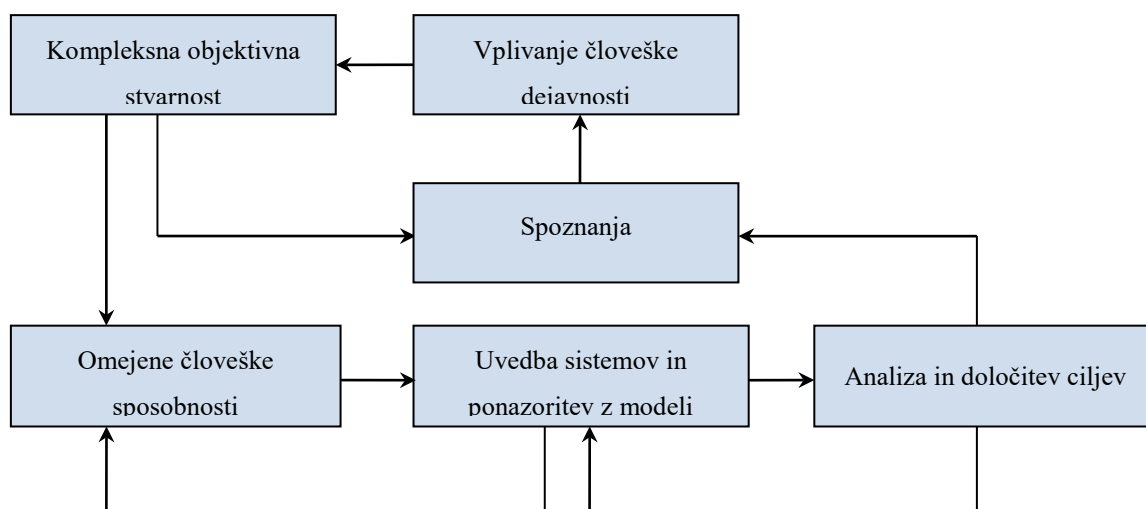 Kompleksna objektivna
stvarnost
Vplivanje človeške
dejavnosti
Spoznanja
Omejene človeške
sposobnosti
Uvedba sistemov in
ponazoritev z modeli
Analiza in določitev ciljev